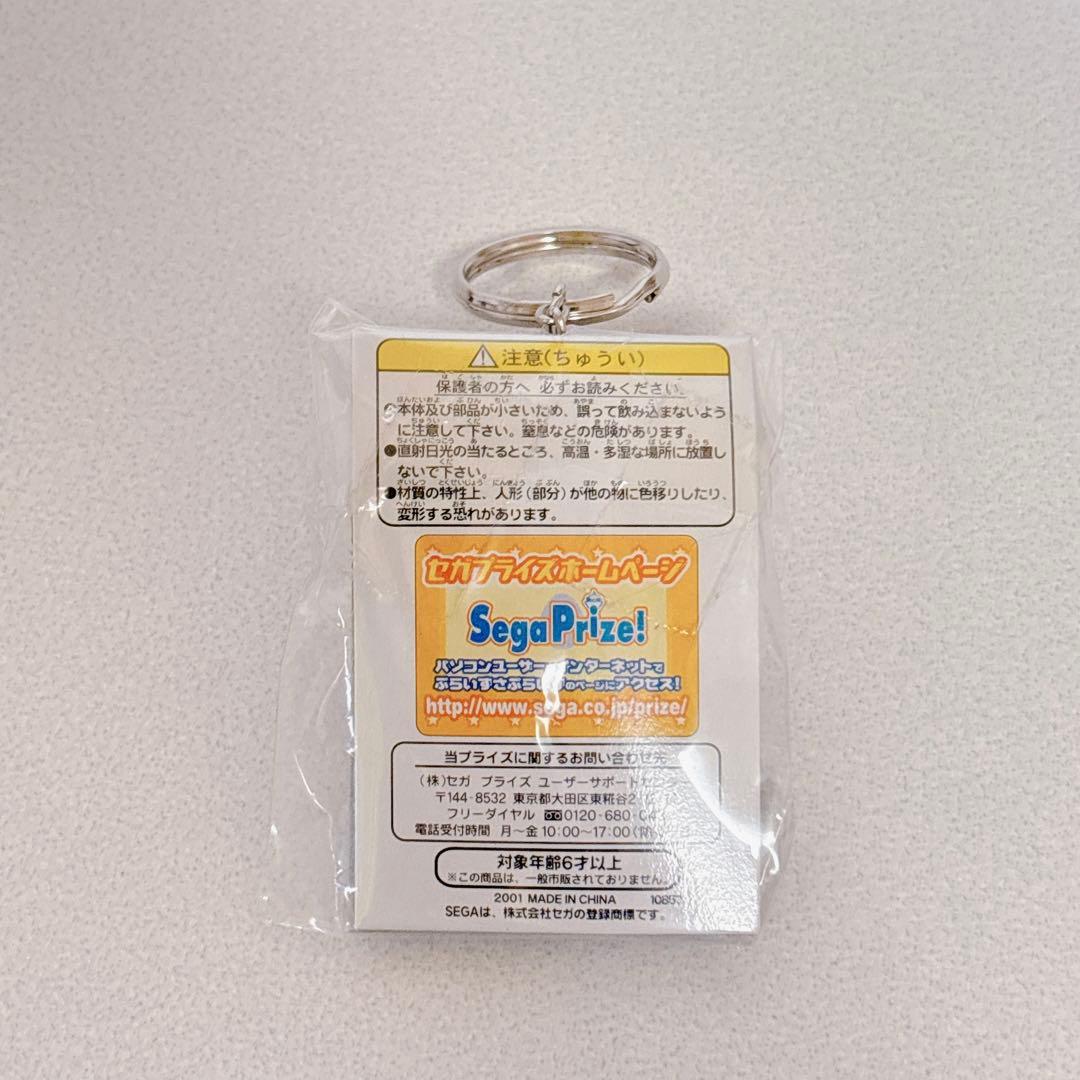 注意(ちゅうい)
保護者の方へ 必ずお読みください。
●本体及び部品が小さいため、誤って飲み込まないよう
に注意して下さい。窒息などの危険があります。
●直射日光の当たるところ、高温・多湿な場所に放置し
ないで下さい。
●材質の特性上、人形(部分)が他の物に色移りしたり、
変形する恐れがあります。
セガプライズホームページ
SegaPrize!
パソコンユーザーはインターネットで
ぷらいずさぷらいずのページにアクセス!
http://www.sega.co.jp/prize/
当プライズに関するお問い合わせ先
(株)セガ プライズ ユーザーサポート
〒144-8532 東京都大田区東糀谷2
フリーダイヤル 0120-680-0
電話受付時間 月〜金 10:00〜17:00
対象年齢6才以上
※この商品は、一般市販されておりません。
2001 MADE IN CHINA
SEGAは、株式会社セガの登録商標です。